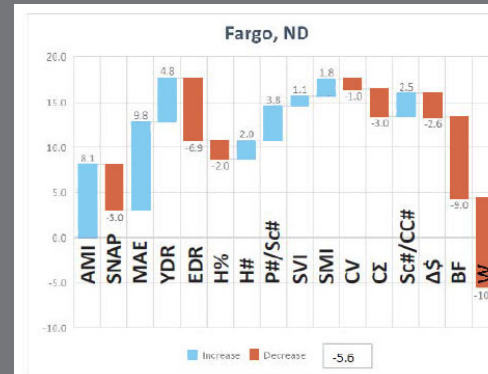 Fargo, ND
20.0
15.0
10.0
5.0
0.0
-5.0
-10.0
8.1
-5.0
9.8
4.8
-6.9
-2.0
2.0
3.8
1.1
1.8
-1.0
-3.0
2.5
-2.6
-9.0
-10
AMI
SNAP
MAE
YDR
EDR
H%
H#
P#/Sc#
SVI
SMI
CV
CΣ
Sc#/CC#
Δ$
BF
W
Increase
Decrease
-5.6